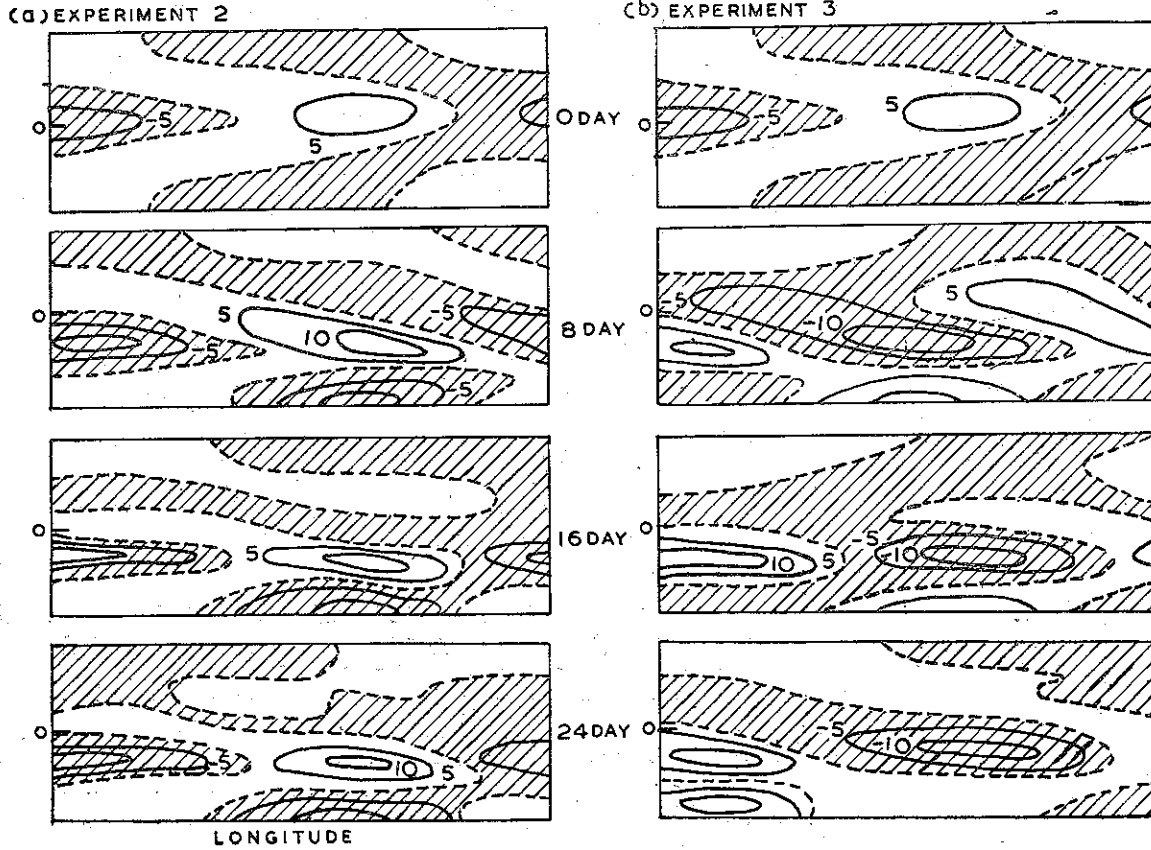 (a) EXPERIMENT 2
(b) EXPERIMENT 3
0 -5 5
0 DAY
0 -5 5
0 5 10 -5 -5 -5
8 DAY
0 -5 -10 5
0 5
16 DAY
0 10 5 -5 -10
0 -5 10 5
24 DAY
0 -5 -10
LONGITUDE